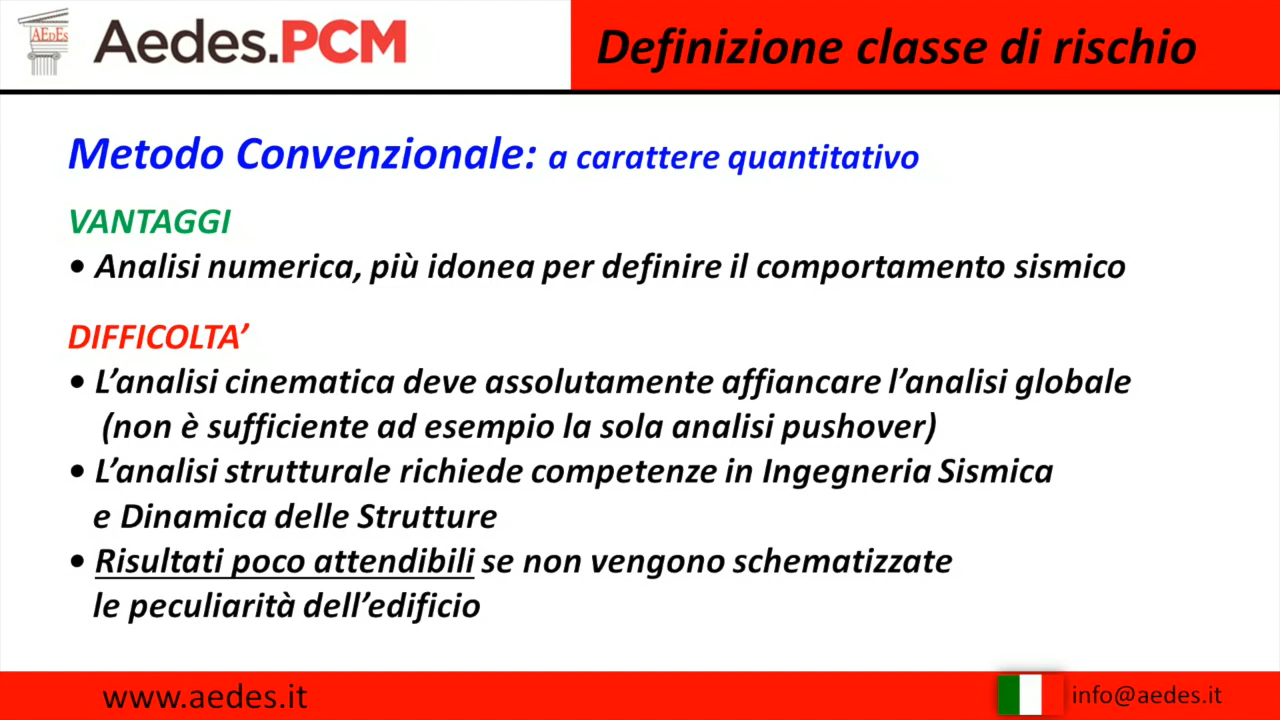 AEDES
Aedes.PCM
Definizione classe di rischio
Metodo Convenzionale: a carattere quantitativo
VANTAGGI
• Analisi numerica, più idonea per definire il comportamento sismico
DIFFICOLTA’
• L’analisi cinematica deve assolutamente affiancare l’analisi globale
(non è sufficiente ad esempio la sola analisi pushover)
• L’analisi strutturale richiede competenze in Ingegneria Sismica
e Dinamica delle Strutture
• Risultati poco attendibili se non vengono schematizzate
le peculiarità dell’edificio
www.aedes.it
info@aedes.it